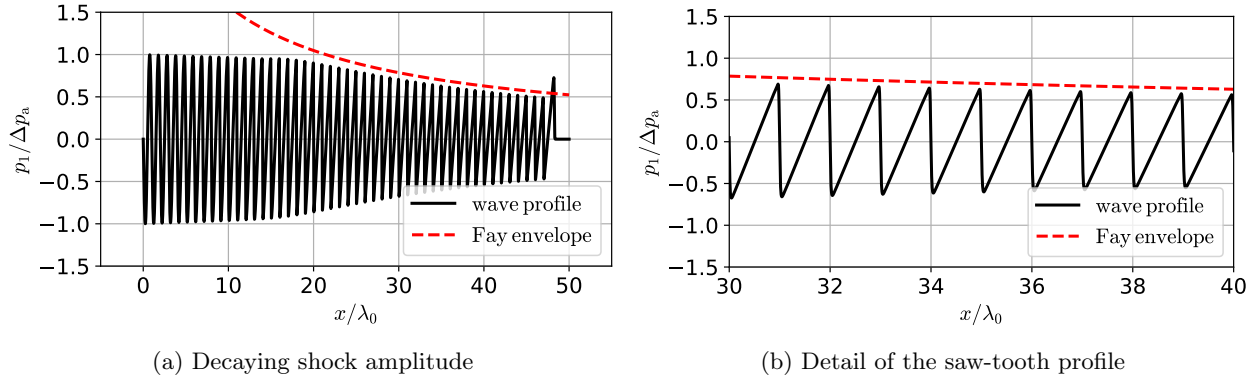 1.5
1.0
0.5
0.0
−0.5
−1.0
−1.5
p₁/Δpₐ
0 10 20 30 40 50
x/λ₀
wave profile
Fay envelope
(a) Decaying shock amplitude
1.5
1.0
0.5
0.0
−0.5
−1.0
−1.5
p₁/Δpₐ
30 32 34 36 38 40
x/λ₀
wave profile
Fay envelope
(b) Detail of the saw-tooth profile